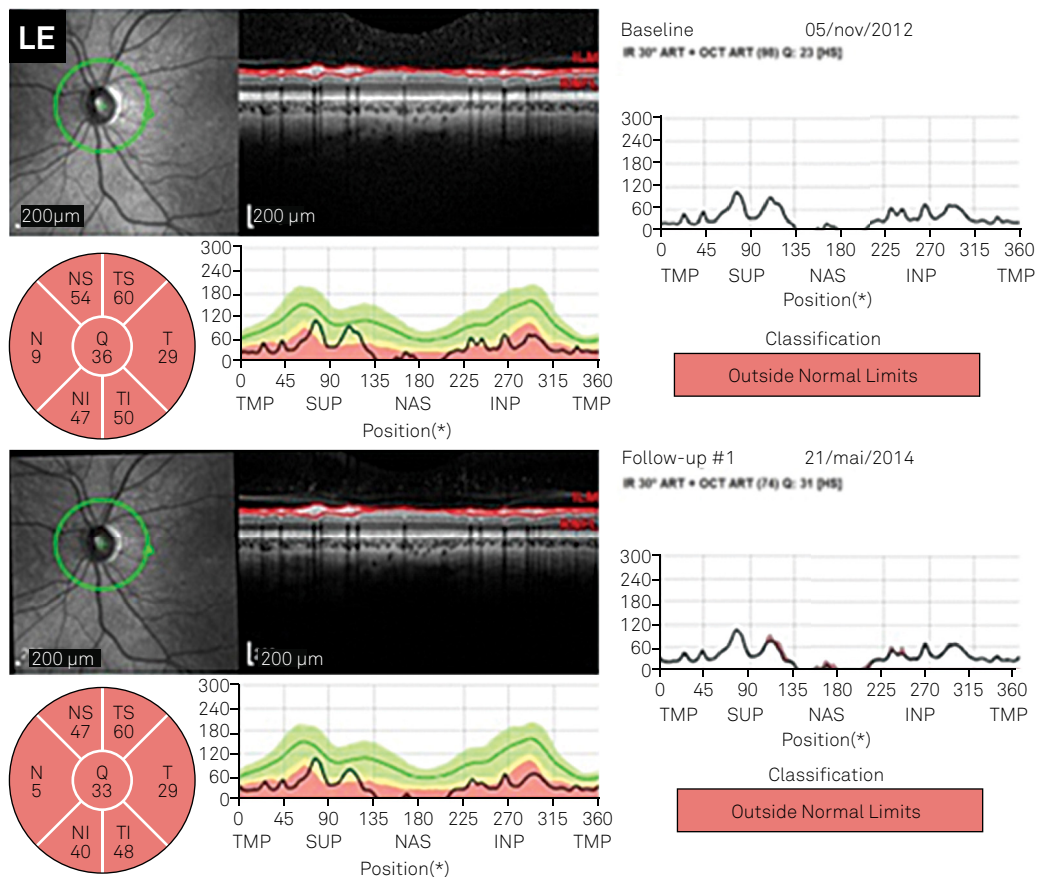 LE
ILM
RNFL
200µm
200 µm
Baseline 05/nov/2012
IR 30° ART + OCT ART (98) Q: 23 [HS]
300
240
180
120
60
0
0 45 90 135 180 225 270 315 360
TMP SUP NAS INP TMP
Position(*)
Classification
Outside Normal Limits
NS
54
TS
60
N
9
Q
36
T
29
NI
47
TI
50
300
240
180
120
60
0
0 45 90 135 180 225 270 315 360
TMP SUP NAS INP TMP
Position(*)
ILM
RNFL
200 µm
200 µm
Follow-up #1 21/mai/2014
IR 30° ART + OCT ART (74) Q: 31 [HS]
300
240
180
120
60
0
0 45 90 135 180 225 270 315 360
TMP SUP NAS INP TMP
Position(*)
Classification
Outside Normal Limits
NS
47
TS
60
N
5
Q
33
T
29
NI
40
TI
48
300
240
180
120
60
0
0 45 90 135 180 225 270 315 360
TMP SUP NAS INP TMP
Position(*)